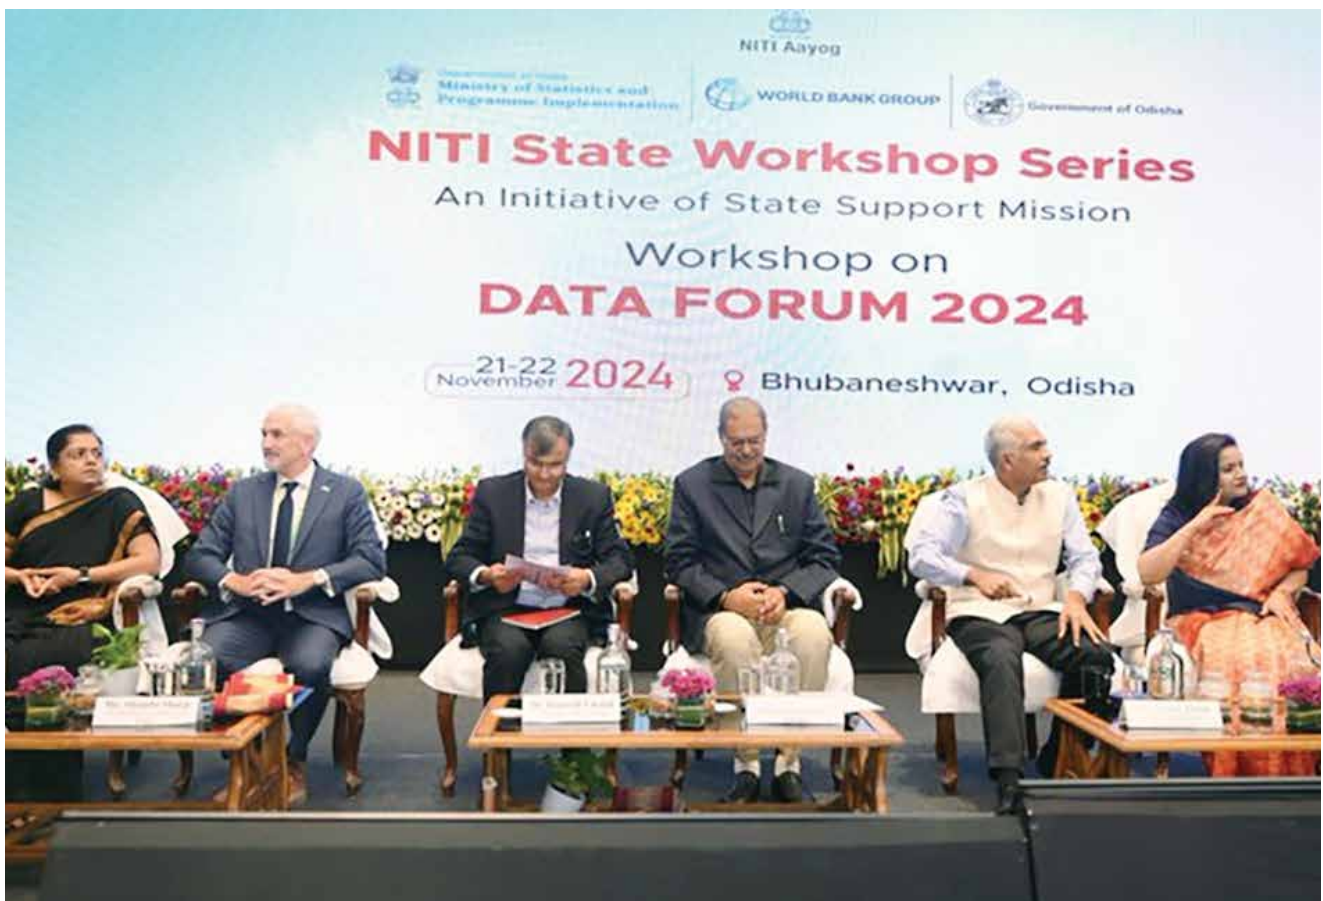 NITI Aayog
Ministry of Statistics and
Programme Implementation
WORLD BANK GROUP
Government of Odisha
NITI State Workshop Series
An Initiative of State Support Mission
Workshop on
DATA FORUM 2024
21-22
November 2024
Bhubaneshwar, Odisha